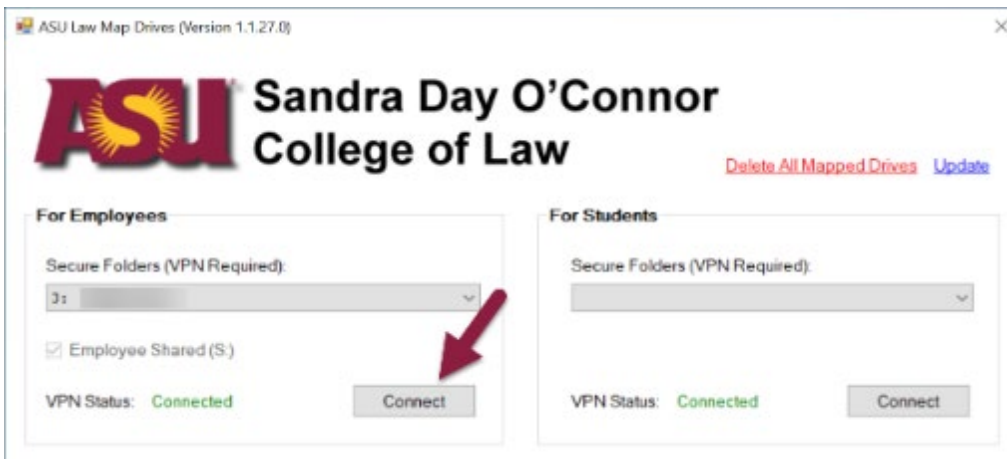 ASU Law Map Drives (Version 1.1.27.0)
ASU
Sandra Day O'Connor
College of Law
Delete All Mapped Drives Update
For Employees
Secure Folders (VPN Required):
J:
Employee Shared (S:)
VPN Status: Connected
Connect
For Students
Secure Folders (VPN Required):
VPN Status: Connected
Connect